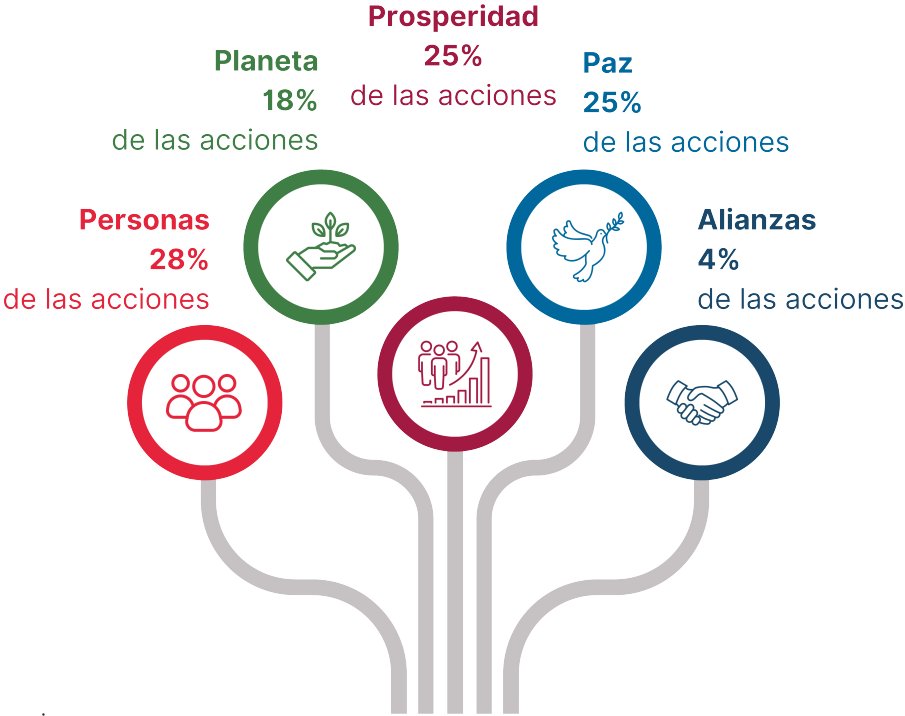 Prosperidad
25%
de las acciones
Planeta
18%
de las acciones
Paz
25%
de las acciones
Personas
28%
de las acciones
Alianzas
4%
de las acciones
.